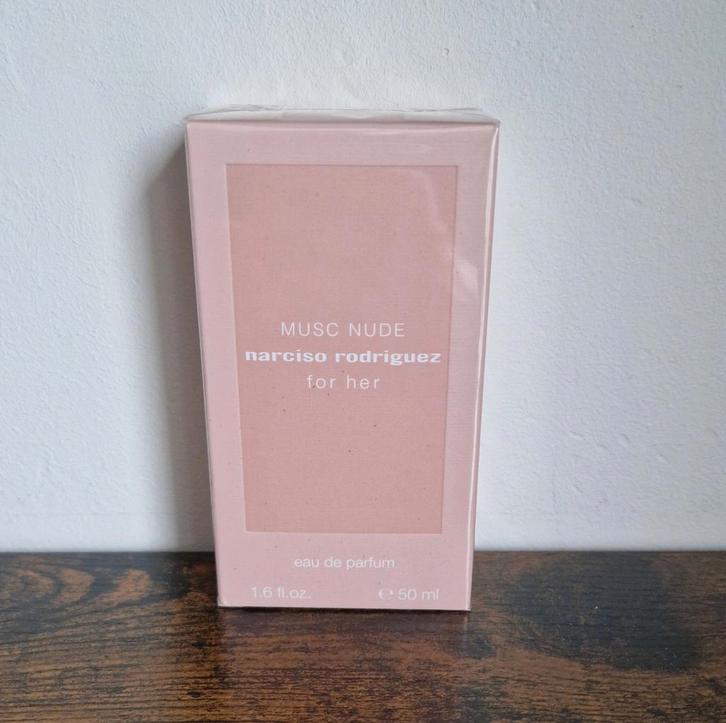 MUSC NUDE
narciso rodriguez
for her
eau de parfum
1.6 fl.oz. ℮ 50 ml